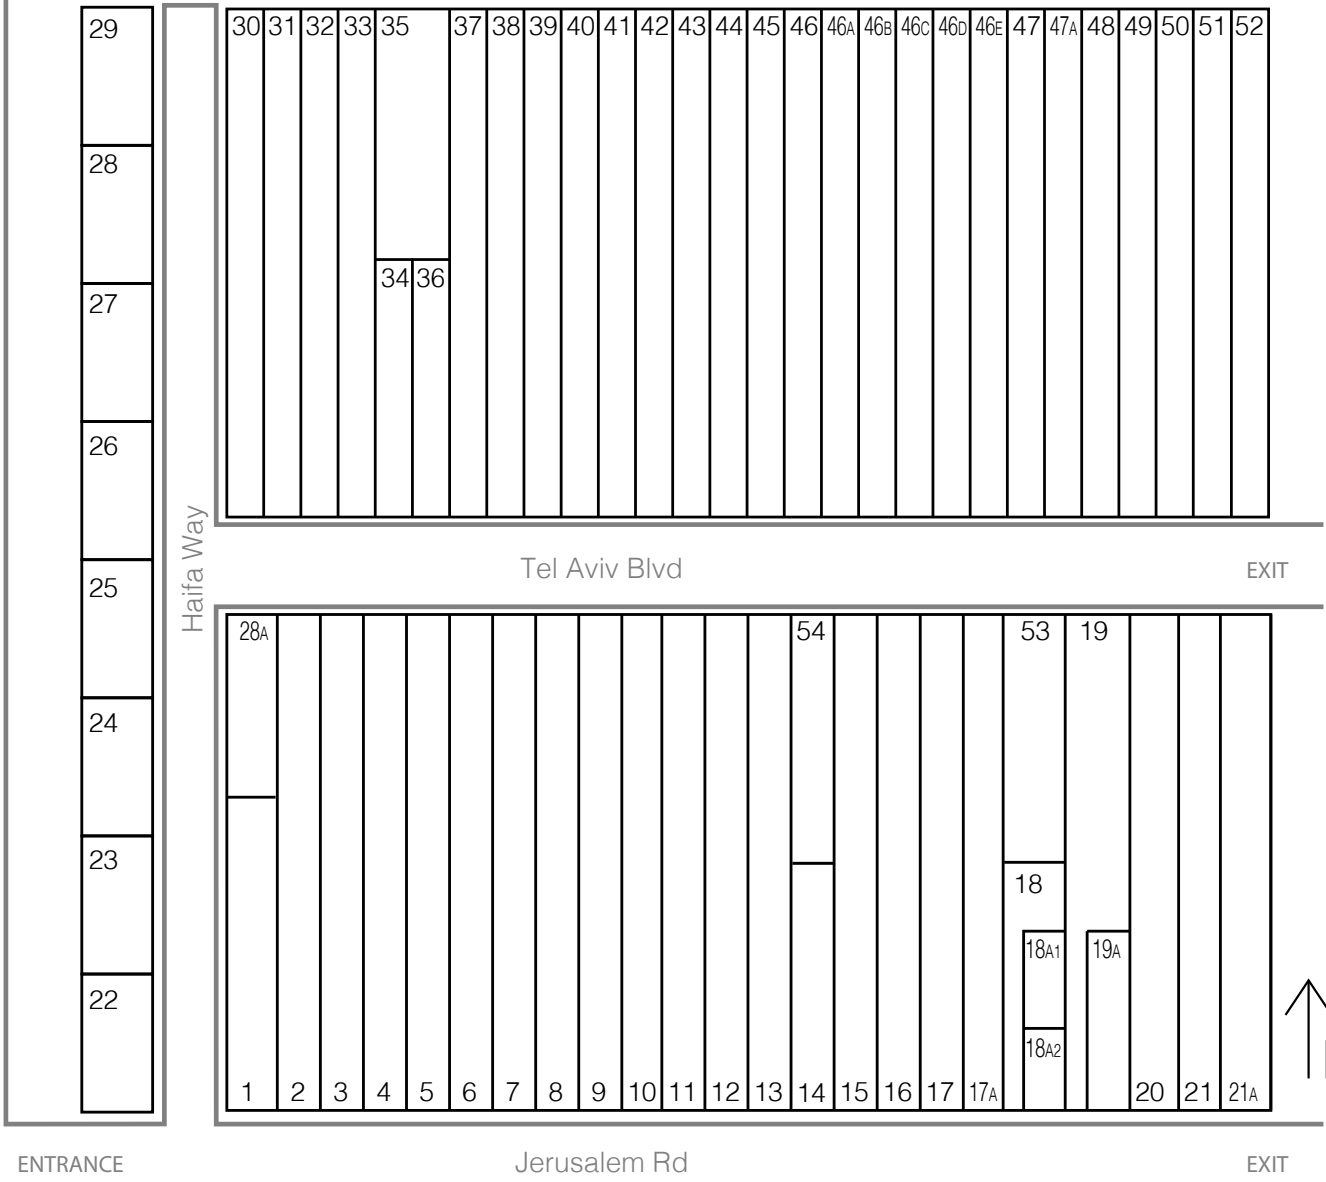 29
28
27
26
25
24
23
22
Haifa Way
30 31 32 33 35 37 38 39 40 41 42 43 44 45 46 46A 46B 46C 46D 46E 47 47A 48 49 50 51 52
34 36
Tel Aviv Blvd
EXIT
28A 54 53 19
18
18A1 19A
18A2
1 2 3 4 5 6 7 8 9 10 11 12 13 14 15 16 17 17A 20 21 21A
ENTRANCE
Jerusalem Rd
EXIT